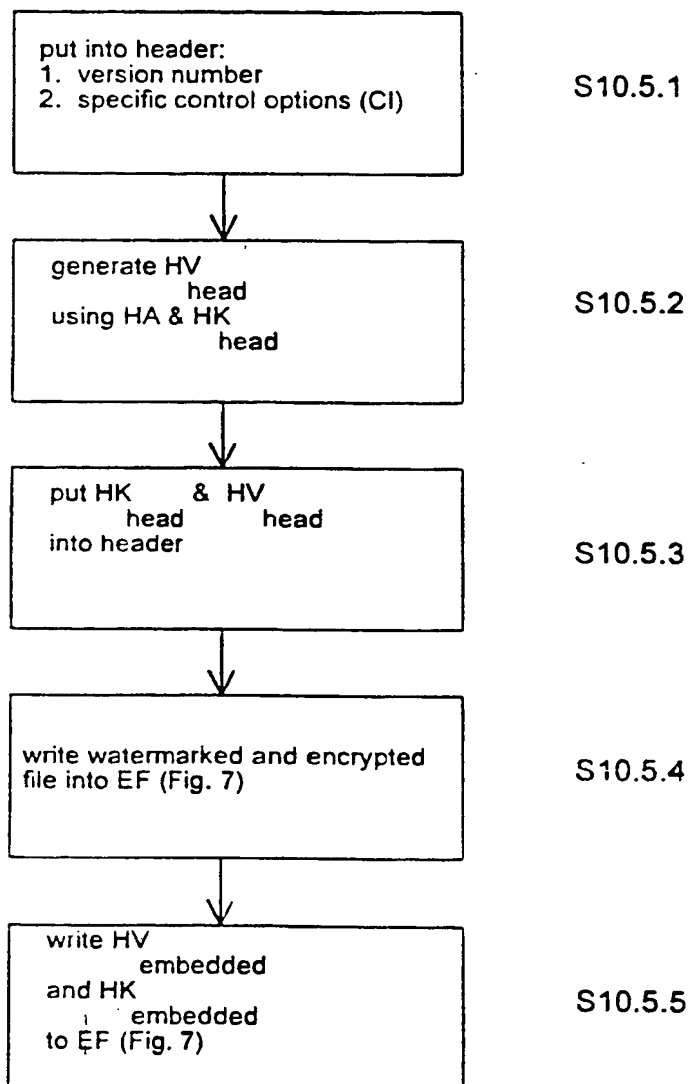 put into header:
1. version number
2. specific control options (CI)
S10.5.1
generate HV
head
using HA & HK
head
S10.5.2
put HK & HV
head head
into header
S10.5.3
write watermarked and encrypted
file into EF (Fig. 7)
S10.5.4
write HV
embedded
and HK
embedded
to EF (Fig. 7)
S10.5.5